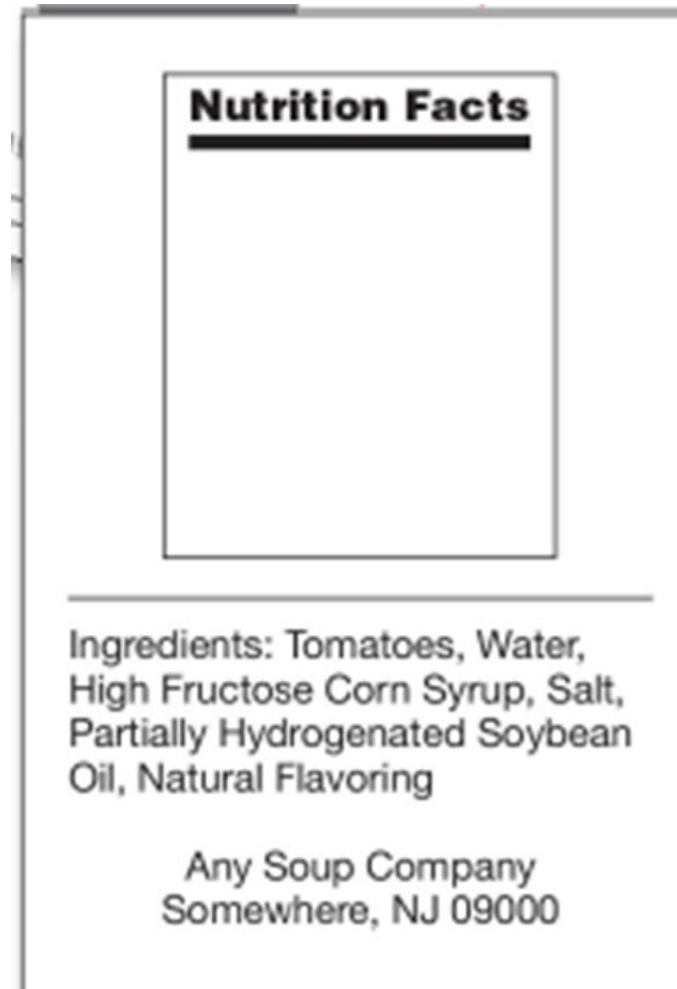 Nutrition Facts
Ingredients: Tomatoes, Water,
High Fructose Corn Syrup, Salt,
Partially Hydrogenated Soybean
Oil, Natural Flavoring
Any Soup Company
Somewhere, NJ 09000